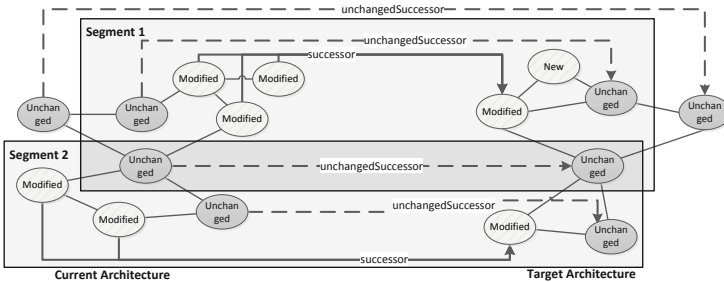 unchangedSuccessor
Segment 1
unchangedSuccessor
successor
New
Modified
Modified
Unchan
ged
Unchan
ged
Unchan
ged
Modified
Modified
Unchan
ged
Segment 2
Unchan
ged
unchangedSuccessor
Unchan
ged
Modified
Unchan
ged
unchangedSuccessor
Modified
Modified
Unchan
ged
successor
Current Architecture
Target Architecture